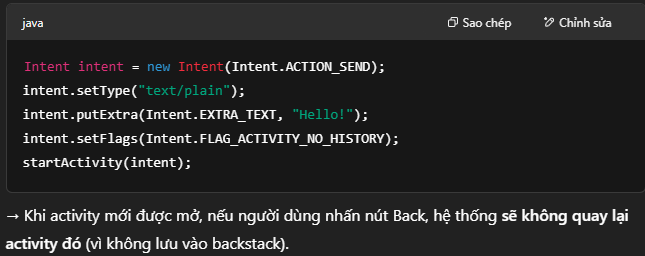 java Sao chép Chỉnh sửa
Intent intent = new Intent(Intent.ACTION_SEND);
intent.setType("text/plain");
intent.putExtra(Intent.EXTRA_TEXT, "Hello!");
intent.setFlags(Intent.FLAG_ACTIVITY_NO_HISTORY);
startActivity(intent);
→ Khi activity mới được mở, nếu người dùng nhấn nút Back, hệ thống sẽ không quay lại
activity đó (vì không lưu vào backstack).